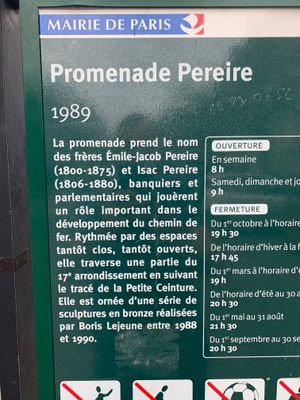 MAIRIE DE PARIS
Promenade Pereire
1989
La promenade prend le nom
des frères Émile-Jacob Pereire
(1800-1875) et Isac Pereire
(1806-1880), banquiers et
parlementaires qui jouèrent
un rôle important dans le
développement du chemin de
fer. Rythmée par des espaces
tantôt clos, tantôt ouverts,
elle traverse une partie du
17e arrondissement en suivant
le tracé de la Petite Ceinture.
Elle est ornée d'une série de
sculptures en bronze réalisées
par Boris Lejeune entre 1988
et 1990.
OUVERTURE
En semaine
8 h
Samedi, dimanche et jo
9 h
FERMETURE
Du 1er octobre à l'horaire
19 h 30
De l'horaire d'hiver à la f
17 h 45
Du 1er mars à l'horaire d'é
19 h
De l'horaire d'été au 30 a
20 h 30
Du 1er mai au 31 août
21 h 30
Du 1er septembre au 30 se
20 h 30